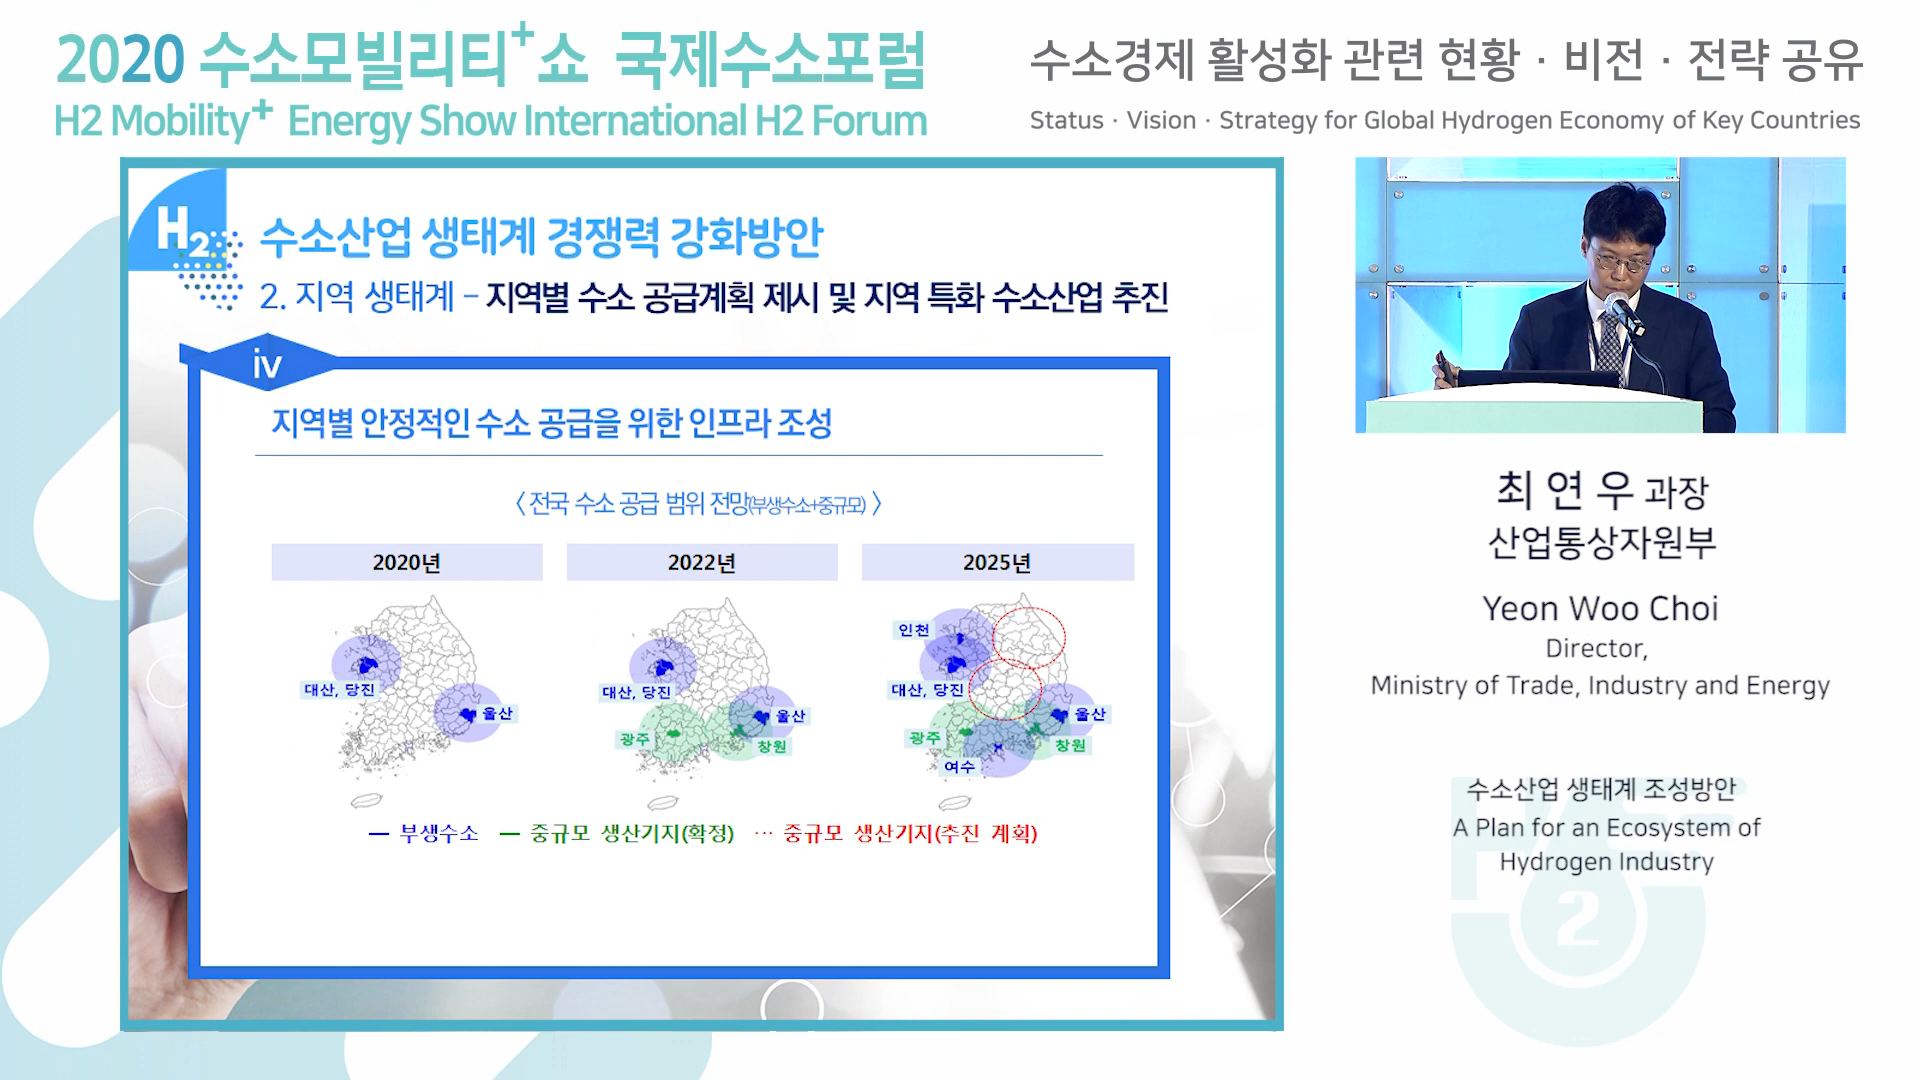 2020 수소모빌리티+쇼 국제수소포럼
H2 Mobility+ Energy Show International H2 Forum
수소경제 활성화 관련 현황 · 비전 · 전략 공유
Status · Vision · Strategy for Global Hydrogen Economy of Key Countries
H2
수소산업 생태계 경쟁력 강화방안
2. 지역 생태계 – 지역별 수소 공급계획 제시 및 지역 특화 수소산업 추진
iv
지역별 안정적인 수소 공급을 위한 인프라 조성
〈 전국 수소 공급 범위 전망(부생수소+중규모) 〉
2020년
2022년
2025년
대산, 당진
울산
대산, 당진
울산
광주
창원
인천
대산, 당진
울산
광주
창원
여수
— 부생수소 — 중규모 생산기지(확정) ··· 중규모 생산기지(추진 계획)
최 연 우 과장
산업통상자원부
Yeon Woo Choi
Director,
Ministry of Trade, Industry and Energy
수소산업 생태계 조성방안
A Plan for an Ecosystem of
Hydrogen Industry
2